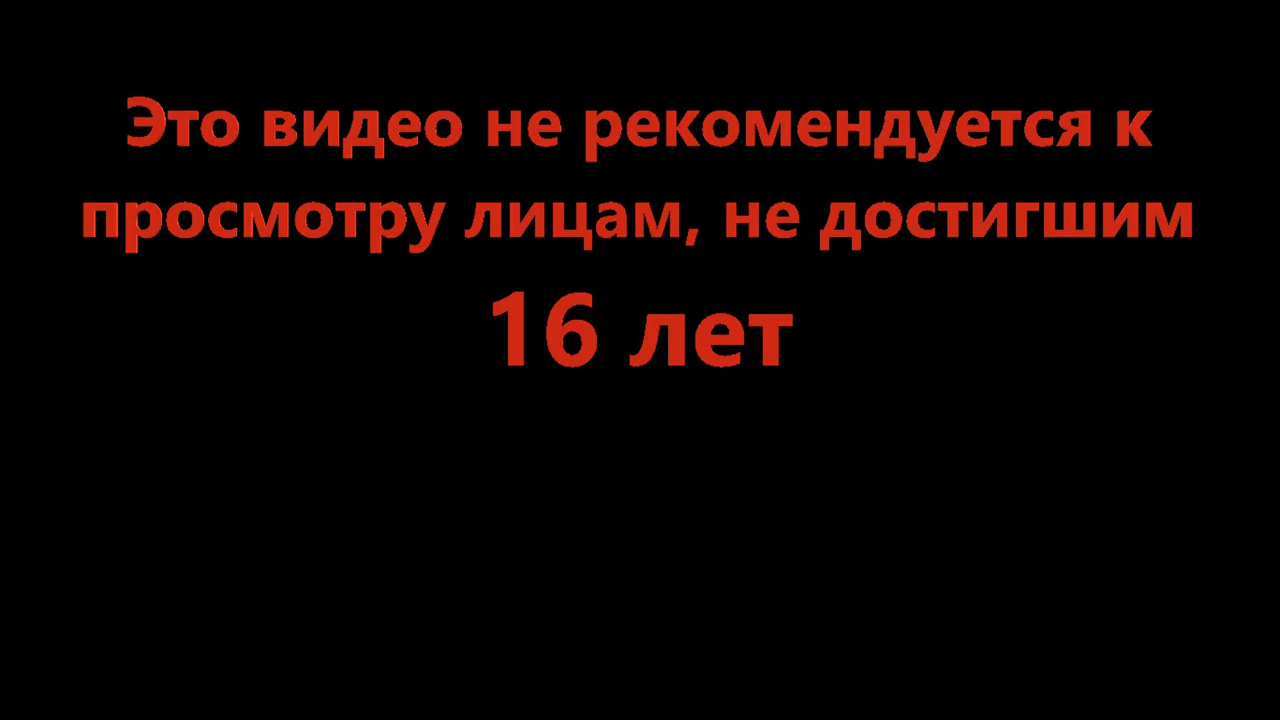 Это видео не рекомендуется к
просмотру лицам, не достигшим
16 лет